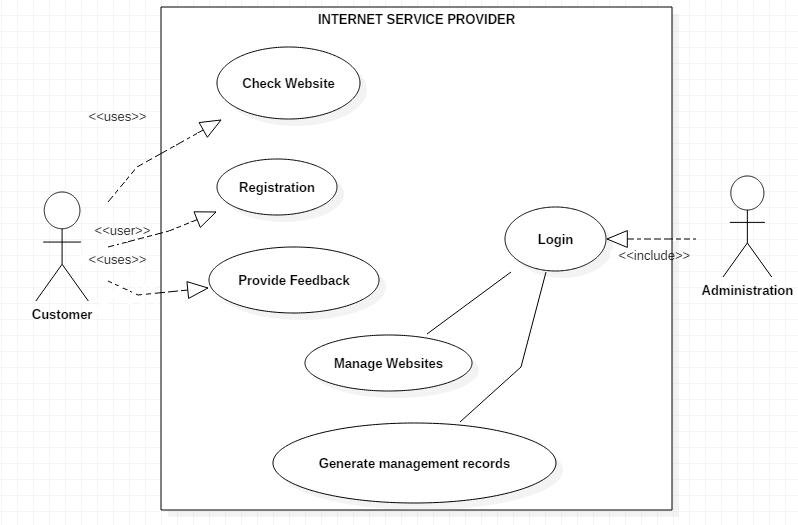 INTERNET SERVICE PROVIDER
Check Website
<<uses>>
Registration
<<user>>
<<uses>>
Customer
Provide Feedback
Login
<<include>>
Administration
Manage Websites
Generate management records